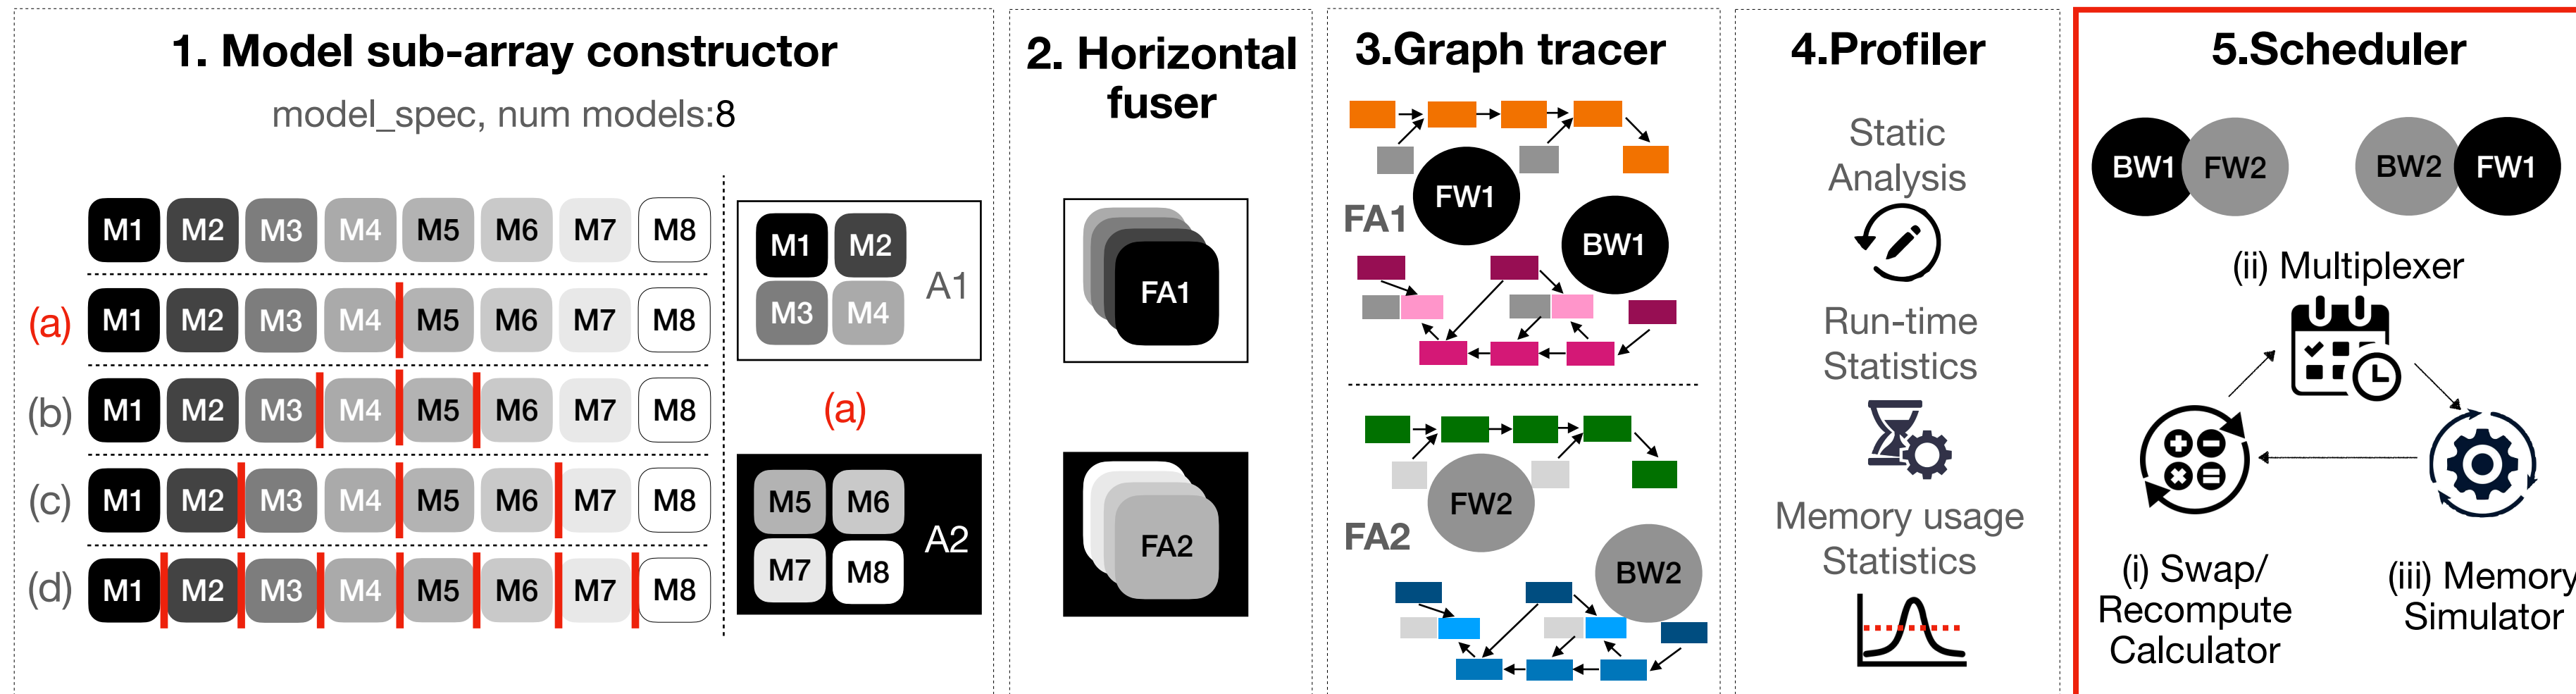 1. Model sub-array constructor
model_spec, num models:8
M1 M2 M3 M4 M5 M6 M7 M8
(a) M1 M2 M3 M4 M5 M6 M7 M8
(b) M1 M2 M3 M4 M5 M6 M7 M8
(c) M1 M2 M3 M4 M5 M6 M7 M8
(d) M1 M2 M3 M4 M5 M6 M7 M8
M1 M2
A1
M3 M4
(a)
M5 M6
A2
M7 M8
2. Horizontal
fuser
FA1
FA2
3.Graph tracer
FW1
FA1
BW1
FW2
FA2
BW2
4.Profiler
Static
Analysis
Run-time
Statistics
Memory usage
Statistics
5.Scheduler
BW1 FW2
BW2 FW1
(ii) Multiplexer
(i) Swap/
Recompute
Calculator
(iii) Memory
Simulator